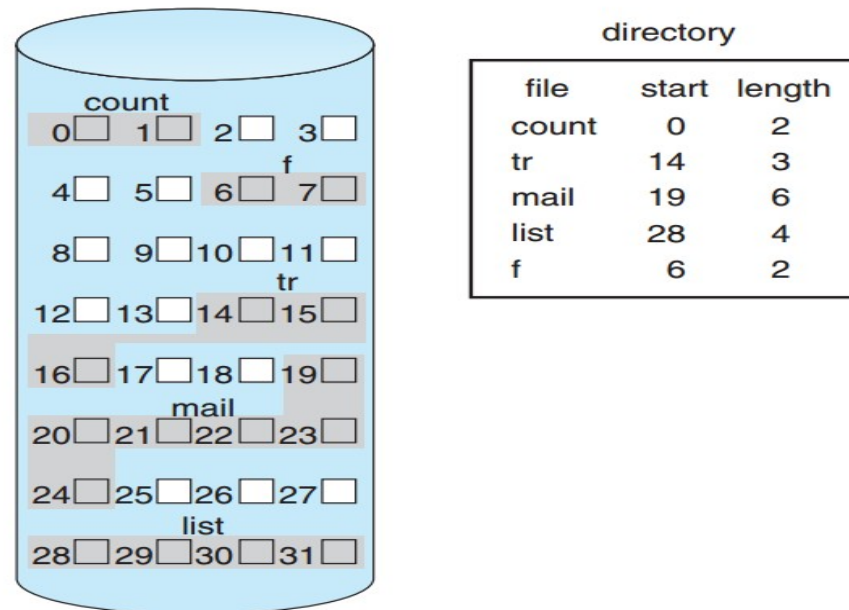 count
0 1 2 3
f
4 5 6 7
8 9 10 11
tr
12 13 14 15
16 17 18 19
mail
20 21 22 23
24 25 26 27
list
28 29 30 31
directory
file start length
count 0 2
tr 14 3
mail 19 6
list 28 4
f 6 2